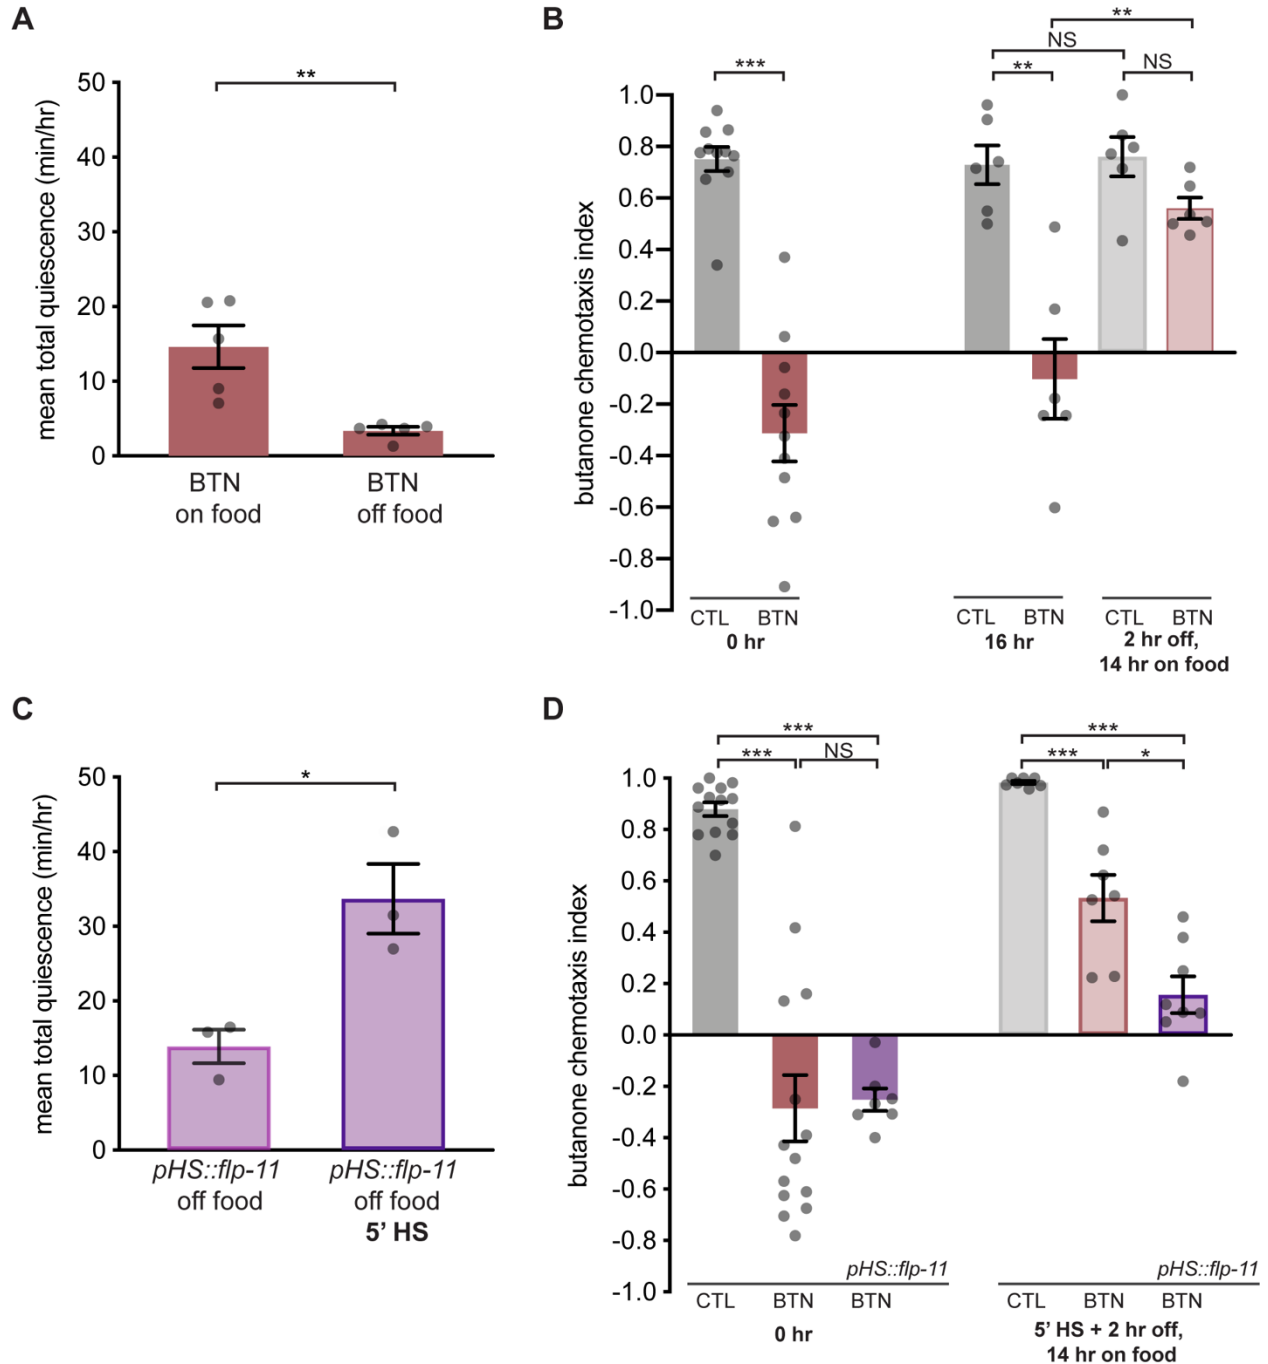 A
**
50
40
30
20
10
0
mean total quiescence (min/hr)
BTN
on food
BTN
off food
B
**
NS
***
**
NS
1.0
0.8
0.6
0.4
0.2
0.0
-0.2
-0.4
-0.6
-0.8
-1.0
butanone chemotaxis index
CTL BTN
0 hr
CTL BTN
16 hr
CTL BTN
2 hr off,
14 hr on food
C
*
50
40
30
20
10
0
mean total quiescence (min/hr)
pHS::flp-11
off food
pHS::flp-11
off food
5' HS
D
***
*** NS
***
*** *
1.0
0.8
0.6
0.4
0.2
0.0
-0.2
-0.4
-0.6
-0.8
-1.0
butanone chemotaxis index
pHS::flp-11
CTL BTN BTN
0 hr
pHS::flp-11
CTL BTN BTN
5' HS + 2 hr off,
14 hr on food